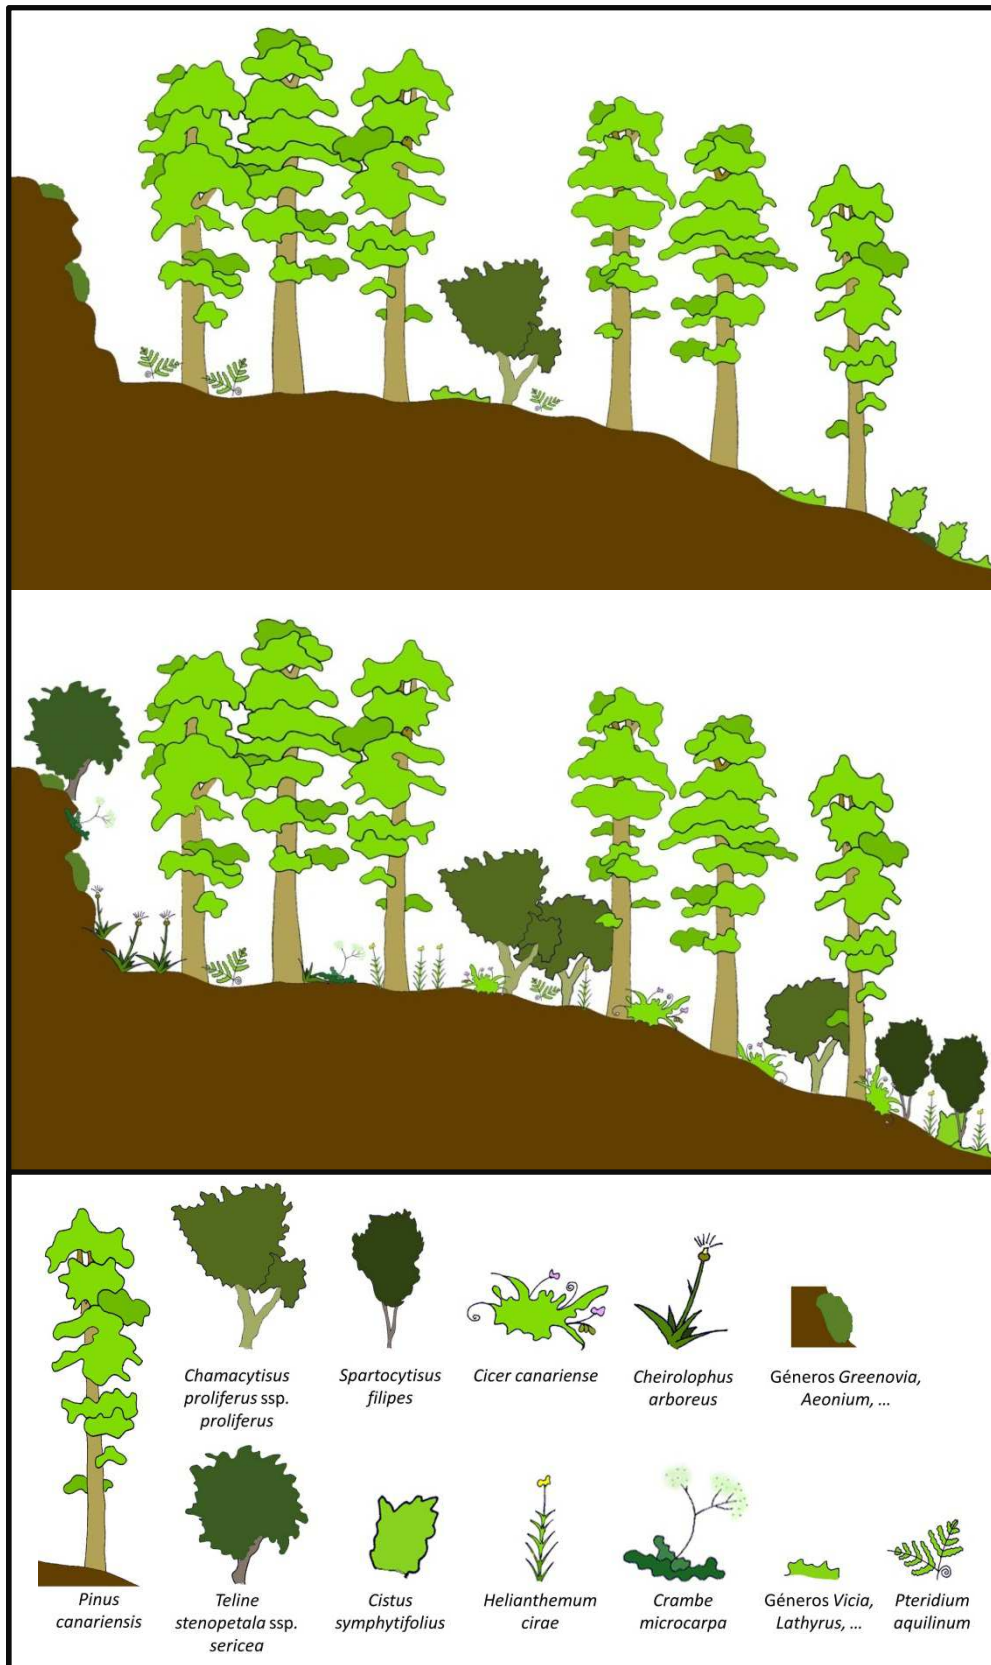 Chamacytisus
proliferus ssp.
proliferus
Spartocytisus
filipes
Cicer canariense
Cheirolophus
arboreus
Géneros Greenovia,
Aeonium, ...
Pinus
canariensis
Teline
stenopetala ssp.
sericea
Cistus
symphytifolius
Helianthemum
cirae
Crambe
microcarpa
Géneros Vicia,
Lathyrus, ...
Pteridium
aquilinum